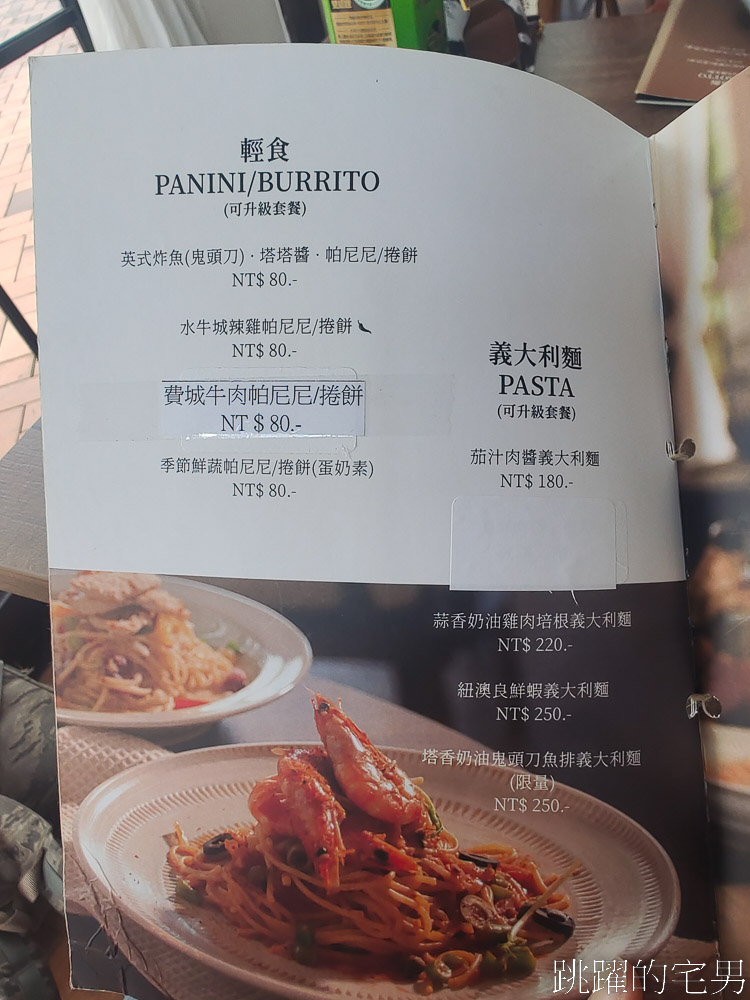 輕食
PANINI/BURRITO
(可升級套餐)
英式炸魚(鬼頭刀)·塔塔醬·帕尼尼/捲餅
NT$ 80.-
水牛城辣雞帕尼尼/捲餅
NT$ 80.-
費城牛肉帕尼尼/捲餅
NT $ 80.-
季節鮮蔬帕尼尼/捲餅(蛋奶素)
NT$ 80.-
義大利麵
PASTA
(可升級套餐)
茄汁肉醬義大利麵
NT$ 180.-
蒜香奶油雞肉培根義大利麵
NT$ 220.-
紐澳良鮮蝦義大利麵
NT$ 250.-
塔香奶油鬼頭刀魚排義大利麵
(限量)
NT$ 250.-
跳躍的宅男